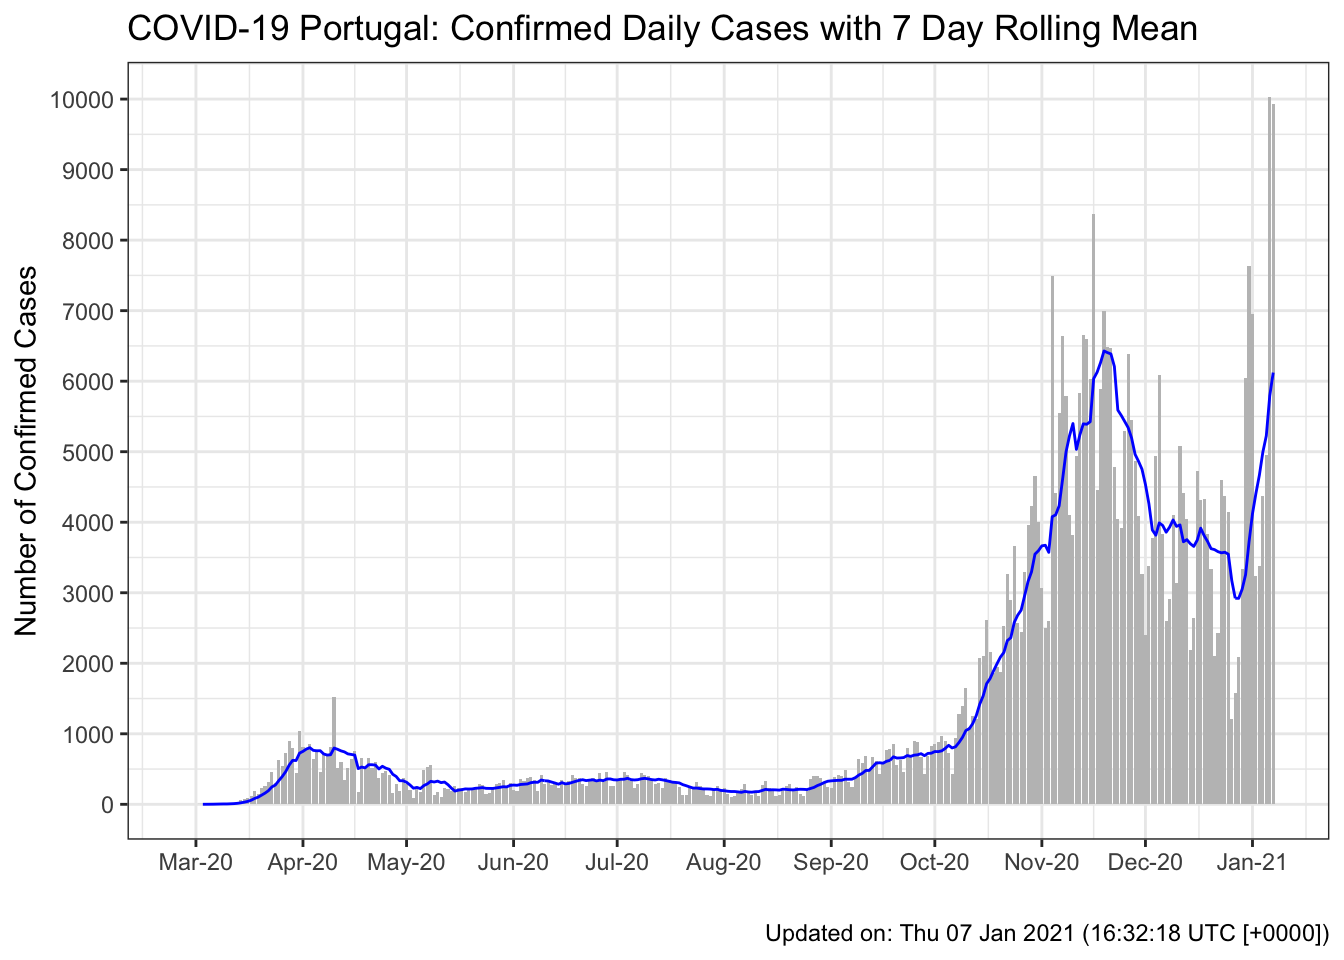 COVID-19 Portugal: Confirmed Daily Cases with 7 Day Rolling Mean
Number of Confirmed Cases
10000
9000
8000
7000
6000
5000
4000
3000
2000
1000
0
Mar-20 Apr-20 May-20 Jun-20 Jul-20 Aug-20 Sep-20 Oct-20 Nov-20 Dec-20 Jan-21
Updated on: Thu 07 Jan 2021 (16:32:18 UTC [+0000])